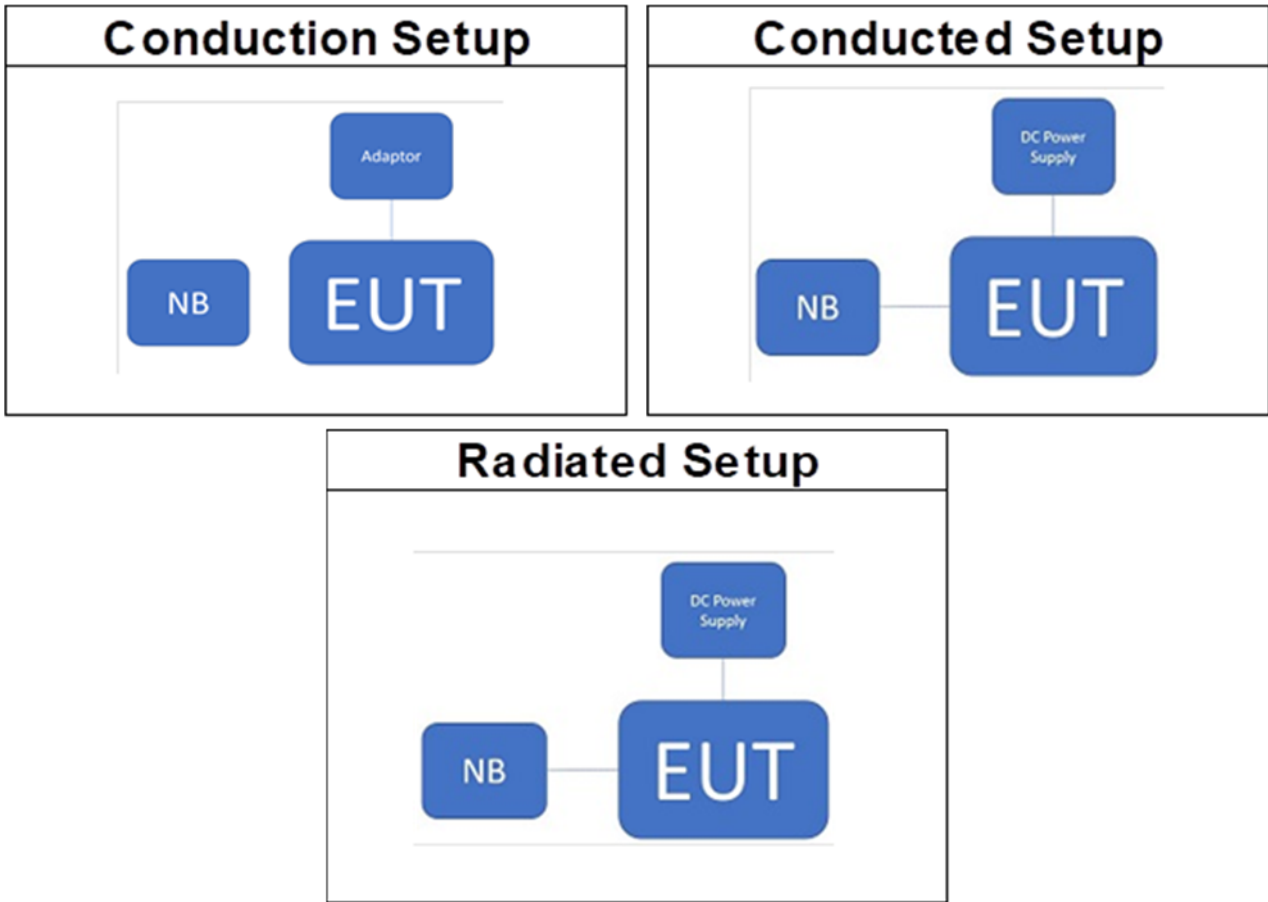 Conduction Setup
Adaptor
NB
EUT
Conducted Setup
DC Power
Supply
NB
EUT
Radiated Setup
DC Power
Supply
NB
EUT